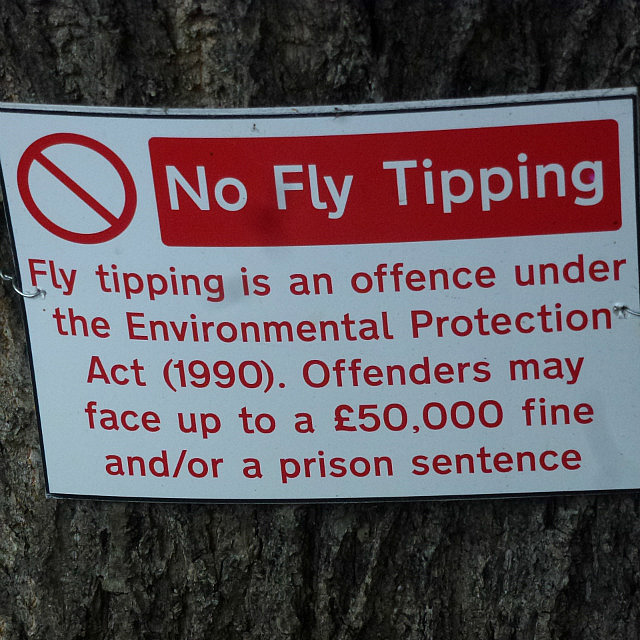 No Fly Tipping
Fly tipping is an offence under
the Environmental Protection
Act (1990). Offenders may
face up to a £50,000 fine
and/or a prison sentence